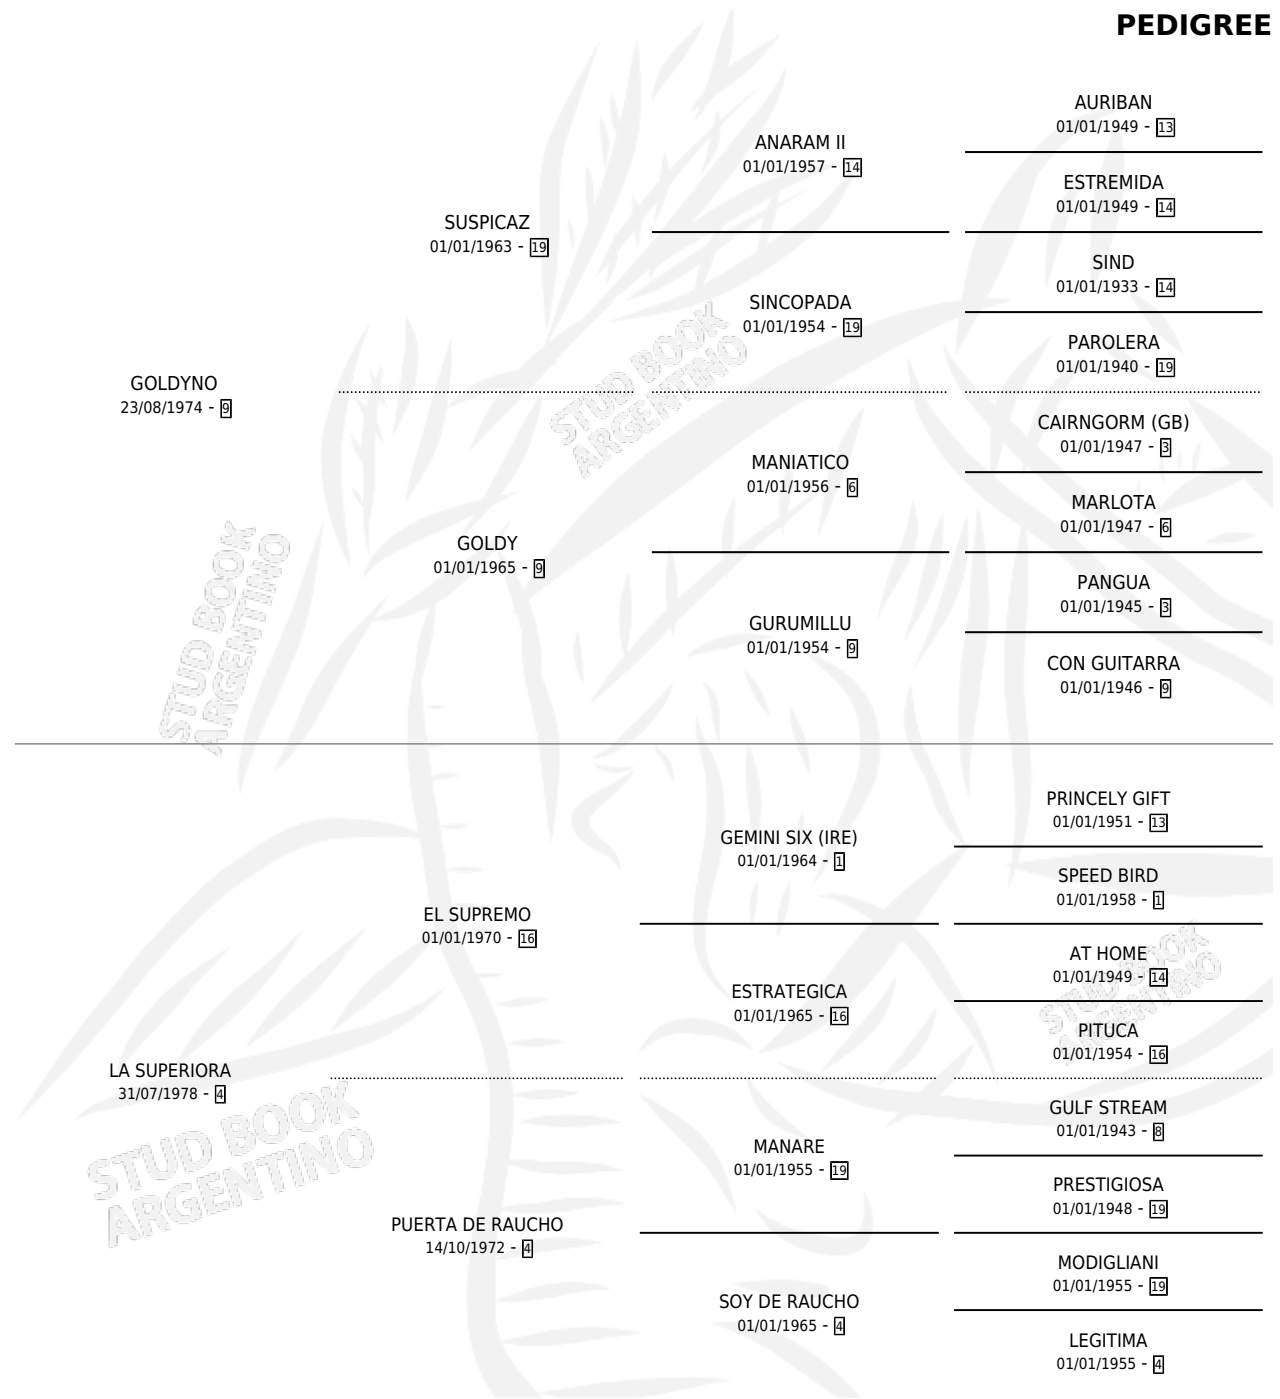 PEDIGREE
AURIBAN
01/01/1949 - 13
ANARAM II
01/01/1957 - 14
ESTREMIDA
01/01/1949 - 14
SUSPICAZ
01/01/1963 - 19
SIND
01/01/1933 - 14
SINCOPADA
01/01/1954 - 19
PAROLERA
01/01/1940 - 19
GOLDYNO
23/08/1974 - 9
CAIRNGORM (GB)
01/01/1947 - 3
MANIATICO
01/01/1956 - 6
MARLOTA
01/01/1947 - 6
GOLDY
01/01/1965 - 9
PANGUA
01/01/1945 - 3
GURUMILLU
01/01/1954 - 9
CON GUITARRA
01/01/1946 - 9
PRINCELY GIFT
01/01/1951 - 13
GEMINI SIX (IRE)
01/01/1964 - 1
SPEED BIRD
01/01/1958 - 1
EL SUPREMO
01/01/1970 - 16
AT HOME
01/01/1949 - 14
ESTRATEGICA
01/01/1965 - 16
PITUCA
01/01/1954 - 16
LA SUPERIORA
31/07/1978 - 4
GULF STREAM
01/01/1943 - 8
MANARE
01/01/1955 - 19
PRESTIGIOSA
01/01/1948 - 19
PUERTA DE RAUCHO
14/10/1972 - 4
MODIGLIANI
01/01/1955 - 19
SOY DE RAUCHO
01/01/1965 - 4
LEGITIMA
01/01/1955 - 4
STUD BOOK
ARGENTINO
STUD BOOK
ARGENTINO
STUD BOOK
ARGENTINO
STUD BOOK
ARGENTINO